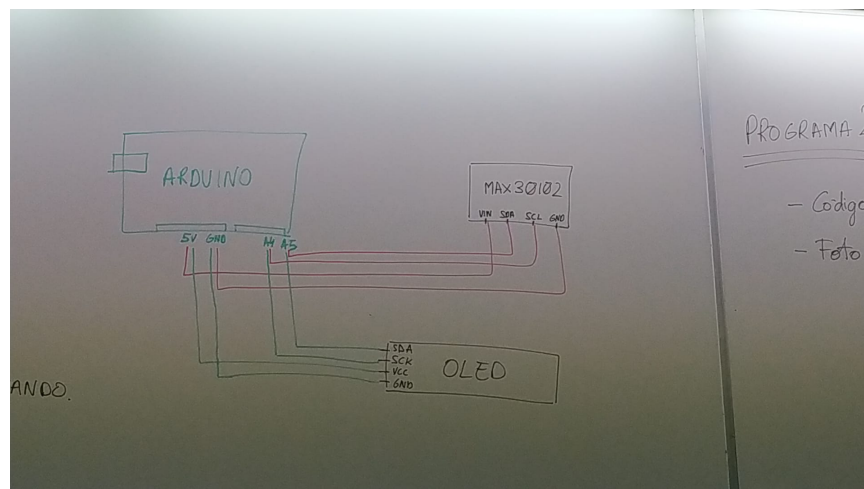 ARDUINO
5V GND A4 A5
MAX30102
VIN SDA SCL GND
SDA
SCK
VCC
GND
OLED
ANDO.
PROGRAMA
- Código
- Foto